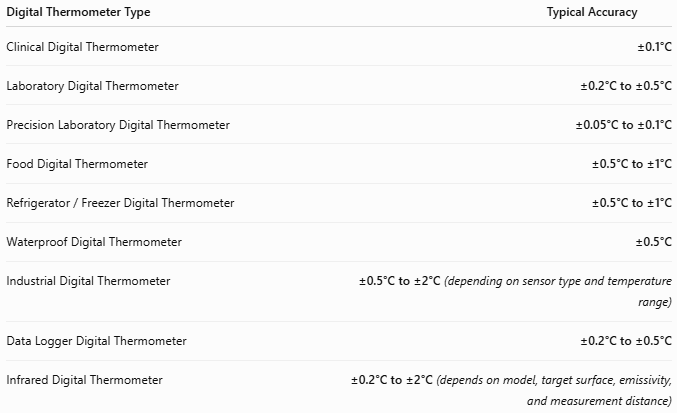 Digital Thermometer Type Typical Accuracy
Clinical Digital Thermometer ±0.1°C
Laboratory Digital Thermometer ±0.2°C to ±0.5°C
Precision Laboratory Digital Thermometer ±0.05°C to ±0.1°C
Food Digital Thermometer ±0.5°C to ±1°C
Refrigerator / Freezer Digital Thermometer ±0.5°C to ±1°C
Waterproof Digital Thermometer ±0.5°C
Industrial Digital Thermometer ±0.5°C to ±2°C (depending on sensor type and temperature
range)
Data Logger Digital Thermometer ±0.2°C to ±0.5°C
Infrared Digital Thermometer ±0.2°C to ±2°C (depends on model, target surface, emissivity,
and measurement distance)